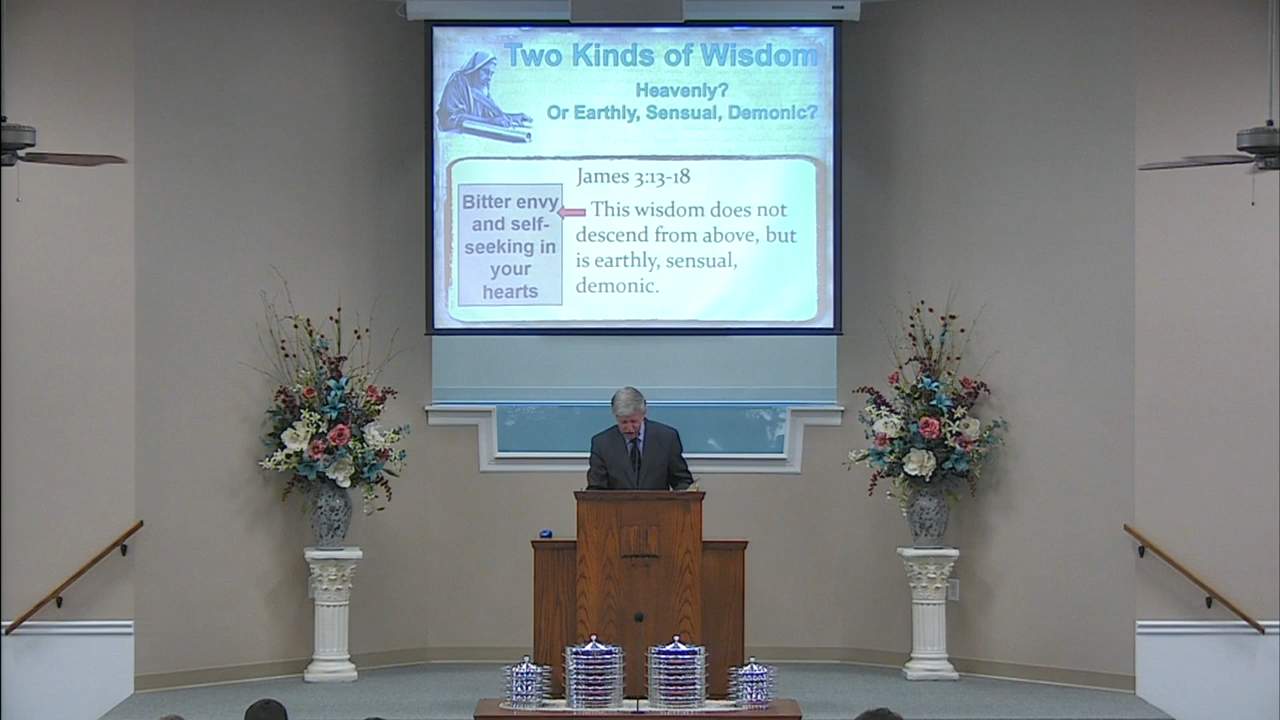 Two Kinds of Wisdom
Heavenly?
Or Earthly, Sensual, Demonic?
James 3:13-18
Bitter envy
and self-
seeking in
your
hearts
This wisdom does not
descend from above, but
is earthly, sensual,
demonic.